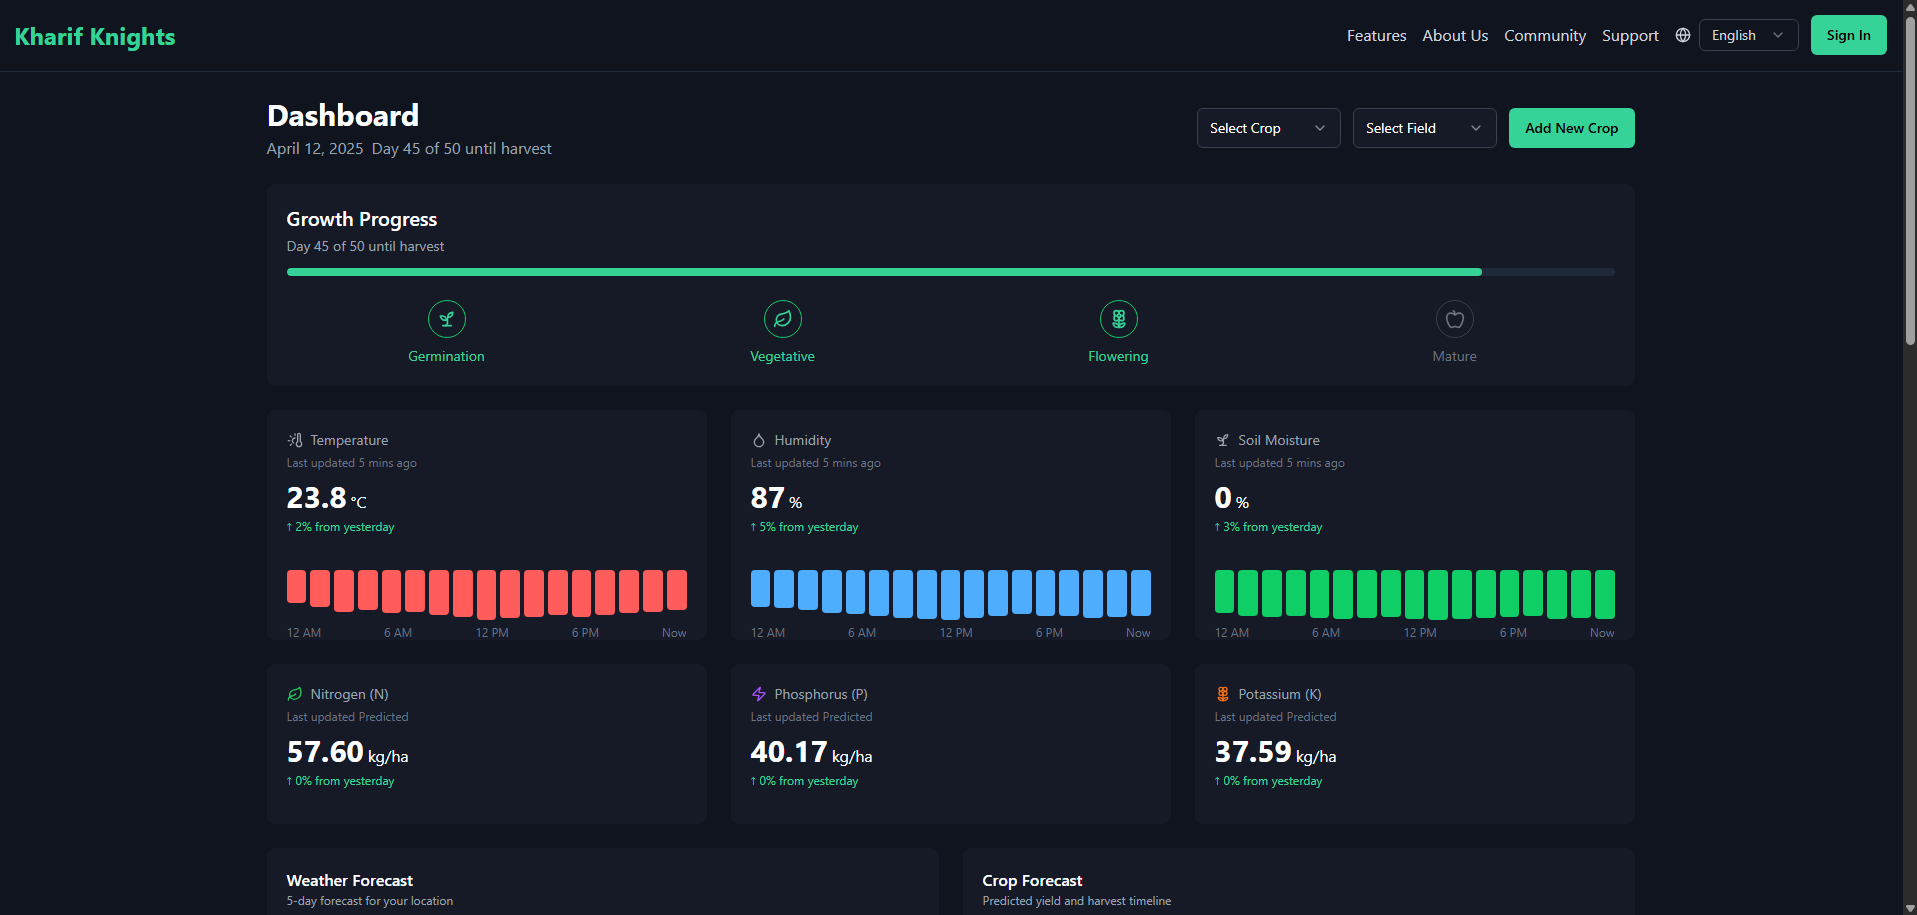 Kharif Knights
Features About Us Community Support English Sign In
Dashboard
April 12, 2025 Day 45 of 50 until harvest
Select Crop Select Field Add New Crop
Growth Progress
Day 45 of 50 until harvest
Germination Vegetative Flowering Mature
Temperature
Last updated 5 mins ago
23.8 °C
↑ 2% from yesterday
12 AM 6 AM 12 PM 6 PM Now
Humidity
Last updated 5 mins ago
87 %
↑ 5% from yesterday
12 AM 6 AM 12 PM 6 PM Now
Soil Moisture
Last updated 5 mins ago
0 %
↑ 3% from yesterday
12 AM 6 AM 12 PM 6 PM Now
Nitrogen (N)
Last updated Predicted
57.60 kg/ha
↑ 0% from yesterday
Phosphorus (P)
Last updated Predicted
40.17 kg/ha
↑ 0% from yesterday
Potassium (K)
Last updated Predicted
37.59 kg/ha
↑ 0% from yesterday
Weather Forecast
5-day forecast for your location
Crop Forecast
Predicted yield and harvest timeline